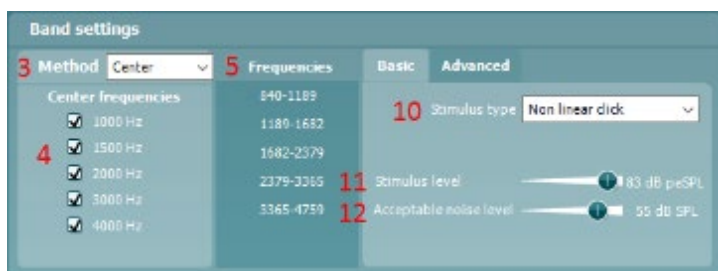 Band settings
3 Method Center 5 Frequencies Basic Advanced
Center frequencies 840-1189
1000 Hz 1189-1682 10 Stimulus type Non linear click
4 1500 Hz 1682-2379
2000 Hz 2379-3365 11 Stimulus level 83 dB peSPL
3000 Hz 3365-4759 12 Acceptable noise level 55 dB SPL
4000 Hz